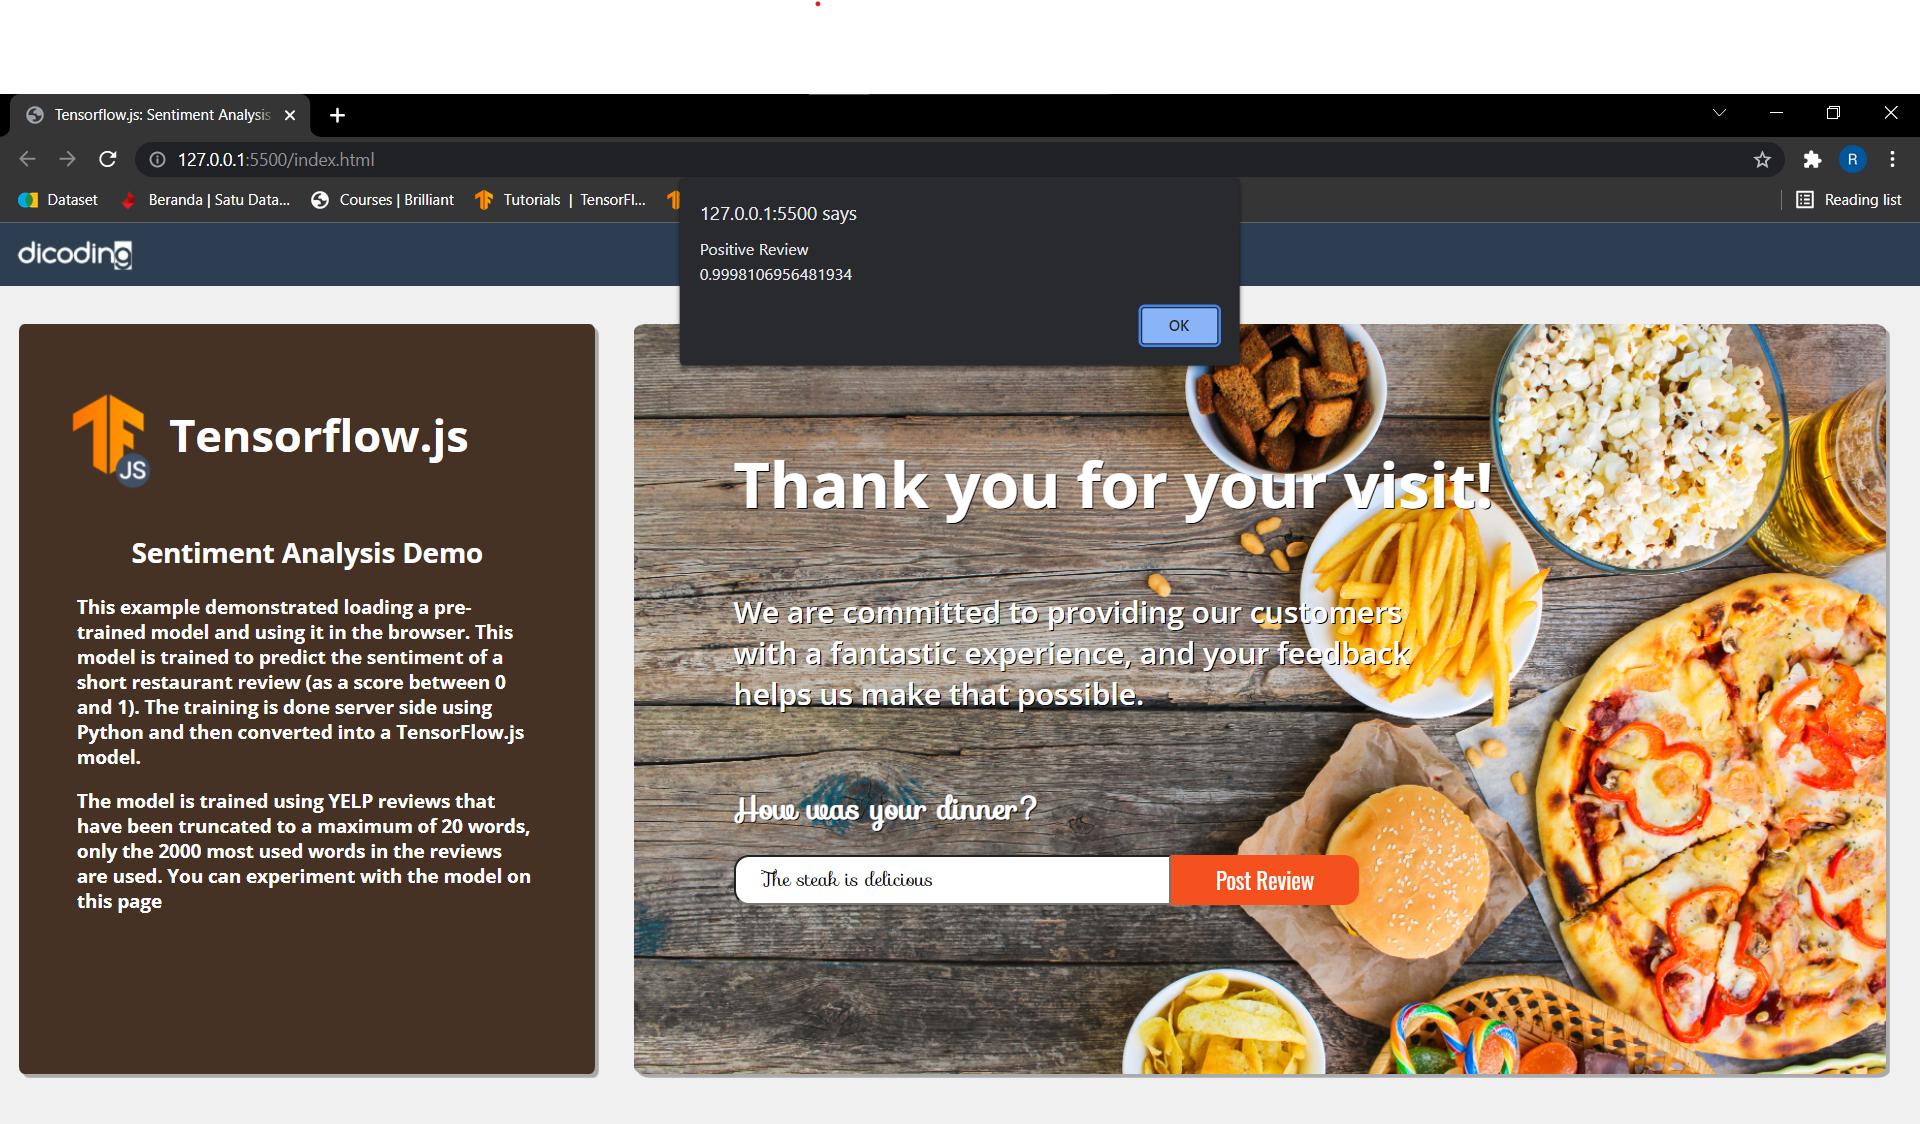 Tensorflow.js: Sentiment Analysis
127.0.0.1:5500/index.html
R
Dataset
Beranda | Satu Data...
Courses | Brilliant
Tutorials | TensorFl...
Reading list
127.0.0.1:5500 says
Positive Review
0.9998106956481934
OK
dicoding
JS
Tensorflow.js
Sentiment Analysis Demo
This example demonstrated loading a pre-
trained model and using it in the browser. This
model is trained to predict the sentiment of a
short restaurant review (as a score between 0
and 1). The training is done server side using
Python and then converted into a TensorFlow.js
model.
The model is trained using YELP reviews that
have been truncated to a maximum of 20 words,
only the 2000 most used words in the reviews
are used. You can experiment with the model on
this page
Thank you for your visit!
We are committed to providing our customers
with a fantastic experience, and your feedback
helps us make that possible.
How was your dinner?
The steak is delicious
Post Review